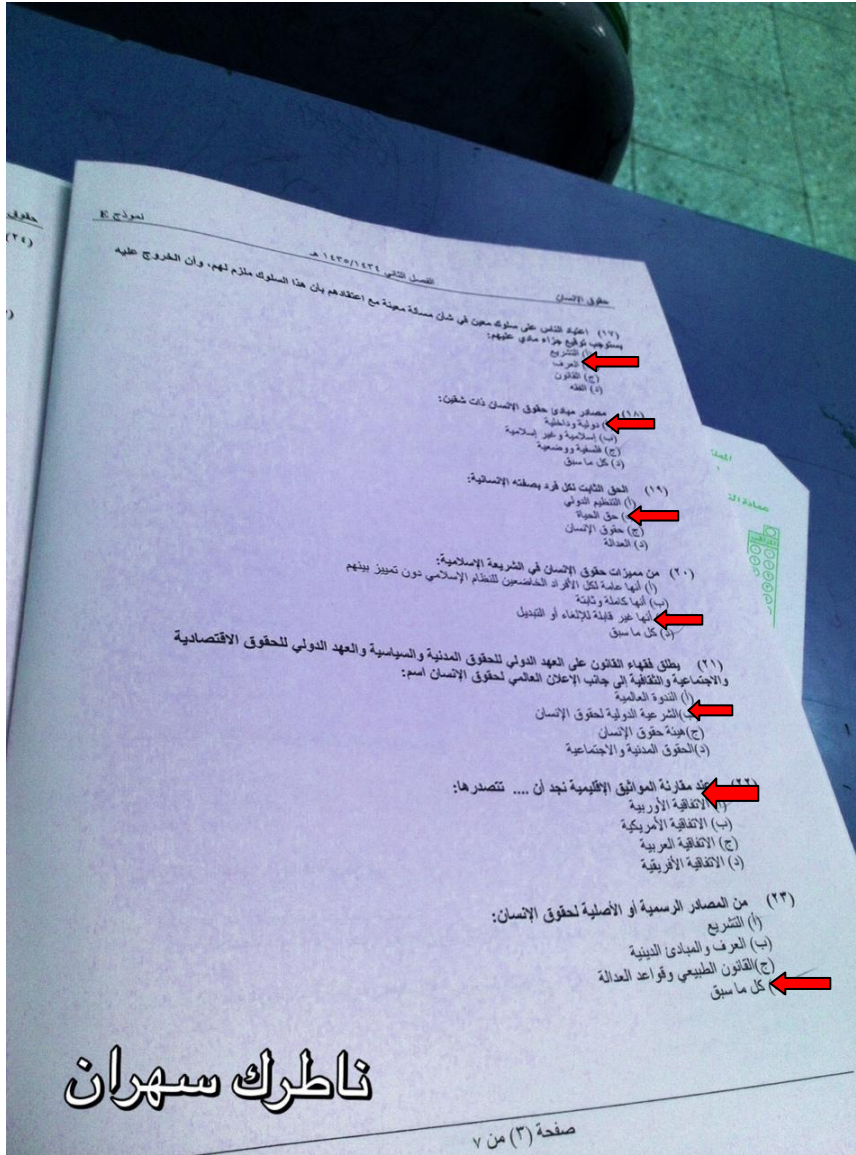 حقوق الإنسان
الفصل الثاني ١٤٣٥/١٤٣٤ هـ
نموذج E
(١٧) اعتياد الناس على سلوك معين في شأن مسألة معينة مع اعتقادهم بأن هذا السلوك ملزم لهم، وأن الخروج عليه
يستوجب توقيع جزاء مادي عليهم:
(أ) التشريع
العرف
(ج) القانون
(د) الفقه
(١٨) مصادر مبادئ حقوق الإنسان ذات شقين:
دولية وداخلية
(ب) إسلامية وغير إسلامية
(ج) فلسفية ووضعية
(د) كل ما سبق
(١٩) الحق الثابت لكل فرد بصفته الإنسانية:
(أ) التنظيم الدولي
حق الحياة
(ج) حقوق الإنسان
(د) العدالة
(٢٠) من مميزات حقوق الإنسان في الشريعة الإسلامية:
(أ) أنها عامة لكل الأفراد الخاضعين للنظام الإسلامي دون تمييز بينهم
(ب) أنها كاملة وثابتة
أنها غير قابلة للإلغاء أو التبديل
(د) كل ما سبق
(٢١) يطلق فقهاء القانون على العهد الدولي للحقوق المدنية والسياسية والعهد الدولي للحقوق الاقتصادية
والاجتماعية والثقافية إلى جانب الإعلان العالمي لحقوق الإنسان اسم:
(أ) الندوة العالمية
ب)الشرعية الدولية لحقوق الإنسان
(ج)هيئة حقوق الإنسان
(د)الحقوق المدنية والاجتماعية
(٢٢) عند مقارنة المواثيق الإقليمية نجد أن .... تتصدرها:
(أ) الاتفاقية الأوربية
(ب) الاتفاقية الأمريكية
(ج) الاتفاقية العربية
(د) الاتفاقية الأفريقية
(٢٣) من المصادر الرسمية أو الأصلية لحقوق الإنسان:
(أ) التشريع
(ب) العرف والمبادئ الدينية
(ج)القانون الطبيعي وقواعد العدالة
كل ما سبق
ناطرك سهران
صفحة (٣) من ٧
حقوق
(٢٤)
عمادة